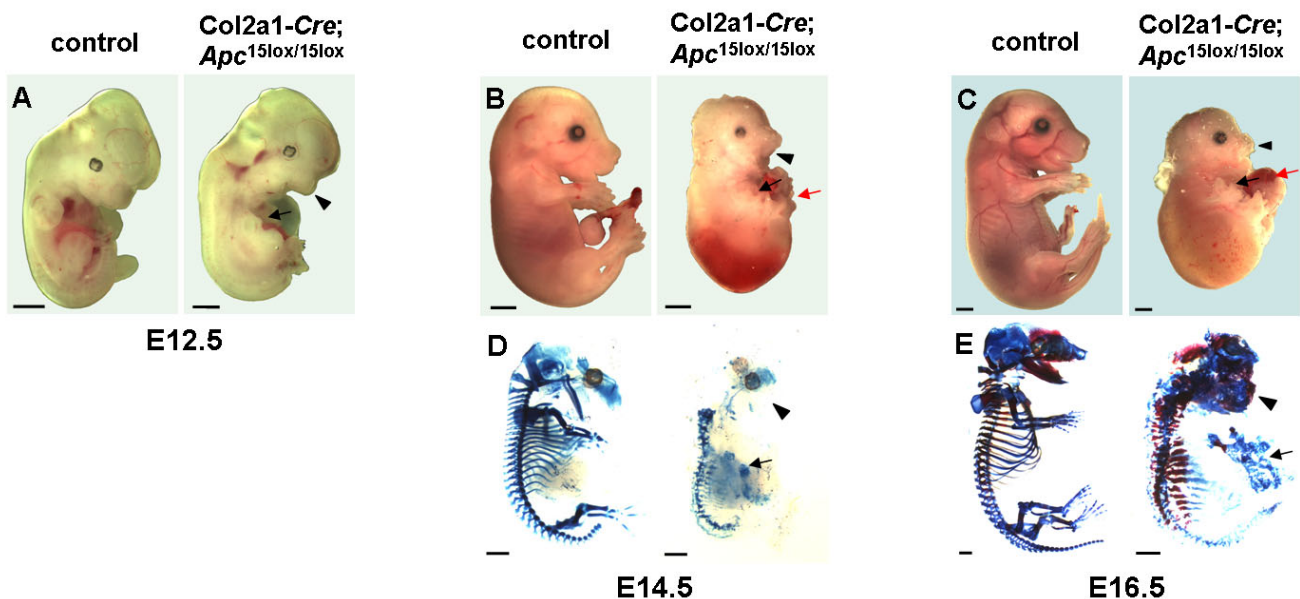 control
Col2a1-Cre;
Apc15lox/15lox
control
Col2a1-Cre;
Apc15lox/15lox
control
Col2a1-Cre;
Apc15lox/15lox
A
B
C
E12.5
D
E
E14.5
E16.5